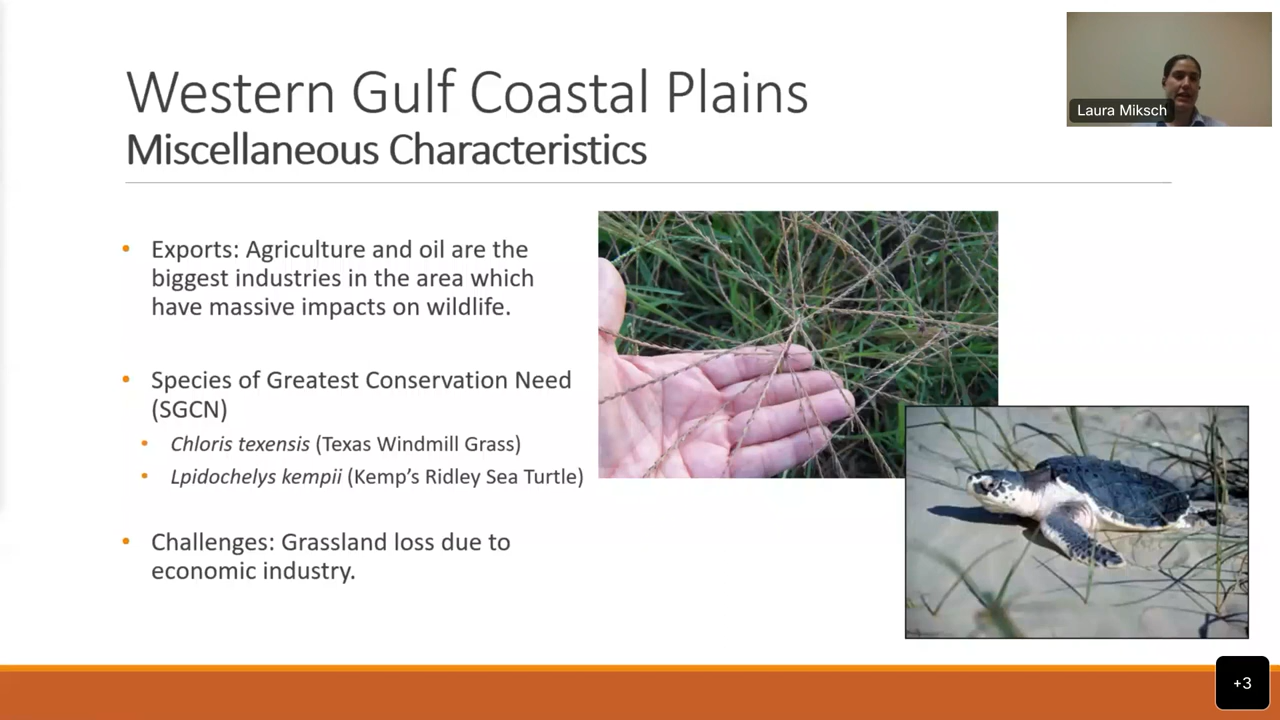 Western Gulf Coastal Plains
Miscellaneous Characteristics
Laura Miksch
• Exports: Agriculture and oil are the
biggest industries in the area which
have massive impacts on wildlife.
• Species of Greatest Conservation Need
(SGCN)
• Chloris texensis (Texas Windmill Grass)
• Lpidochelys kempii (Kemp’s Ridley Sea Turtle)
• Challenges: Grassland loss due to
economic industry.
+3